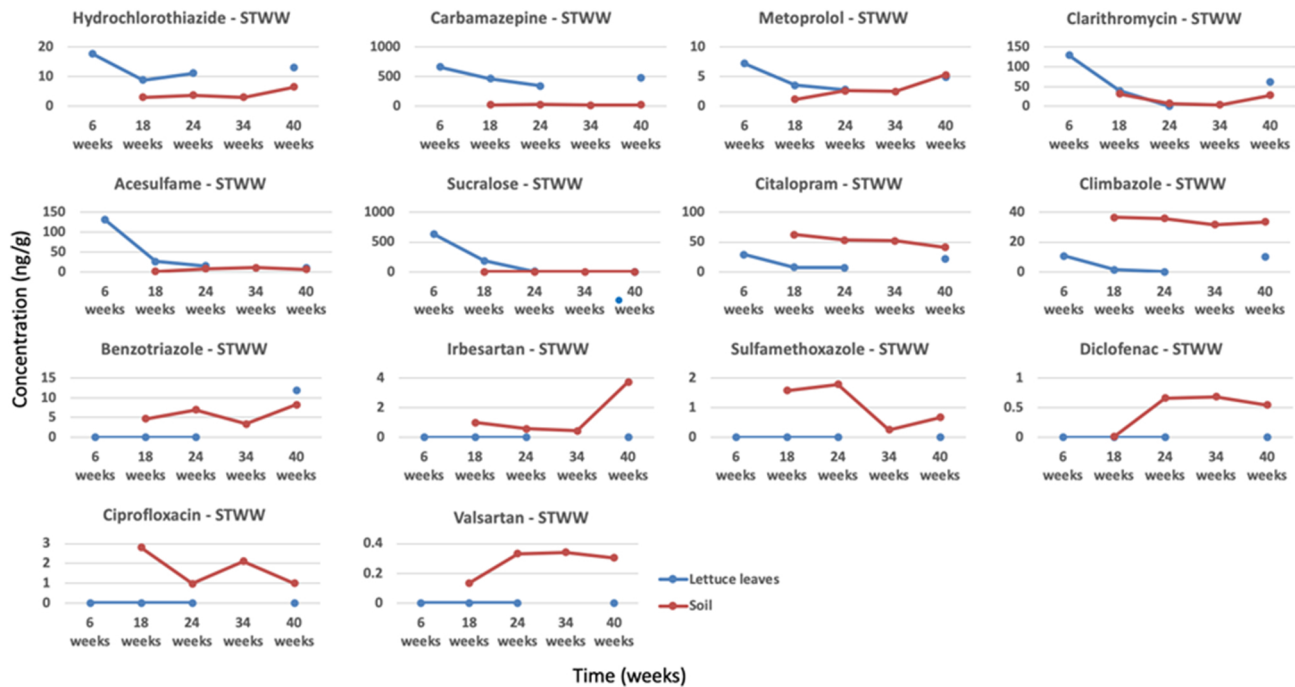 Hydrochlorothiazide - STWW
20
10
0
6 weeks
18 weeks
24 weeks
34 weeks
40 weeks
Carbamazepine - STWW
1000
500
0
6 weeks
18 weeks
24 weeks
34 weeks
40 weeks
Metoprolol - STWW
10
5
0
6 weeks
18 weeks
24 weeks
34 weeks
40 weeks
Clarithromycin - STWW
150
100
50
0
6 weeks
18 weeks
24 weeks
34 weeks
40 weeks
Acesulfame - STWW
150
100
50
0
6 weeks
18 weeks
24 weeks
34 weeks
40 weeks
Sucralose - STWW
1000
500
0
6 weeks
18 weeks
24 weeks
34 weeks
40 weeks
Citalopram - STWW
100
50
0
6 weeks
18 weeks
24 weeks
34 weeks
40 weeks
Climbazole - STWW
40
20
0
6 weeks
18 weeks
24 weeks
34 weeks
40 weeks
Concentration (ng/g)
Benzotriazole - STWW
15
10
5
0
6 weeks
18 weeks
24 weeks
34 weeks
40 weeks
Irbesartan - STWW
4
2
0
6 weeks
18 weeks
24 weeks
34 weeks
40 weeks
Sulfamethoxazole - STWW
2
1
0
6 weeks
18 weeks
24 weeks
34 weeks
40 weeks
Diclofenac - STWW
1
0.5
0
6 weeks
18 weeks
24 weeks
34 weeks
40 weeks
Ciprofloxacin - STWW
3
2
1
0
6 weeks
18 weeks
24 weeks
34 weeks
40 weeks
Valsartan - STWW
0.4
0.2
0
6 weeks
18 weeks
24 weeks
34 weeks
40 weeks
Lettuce leaves
Soil
Time (weeks)